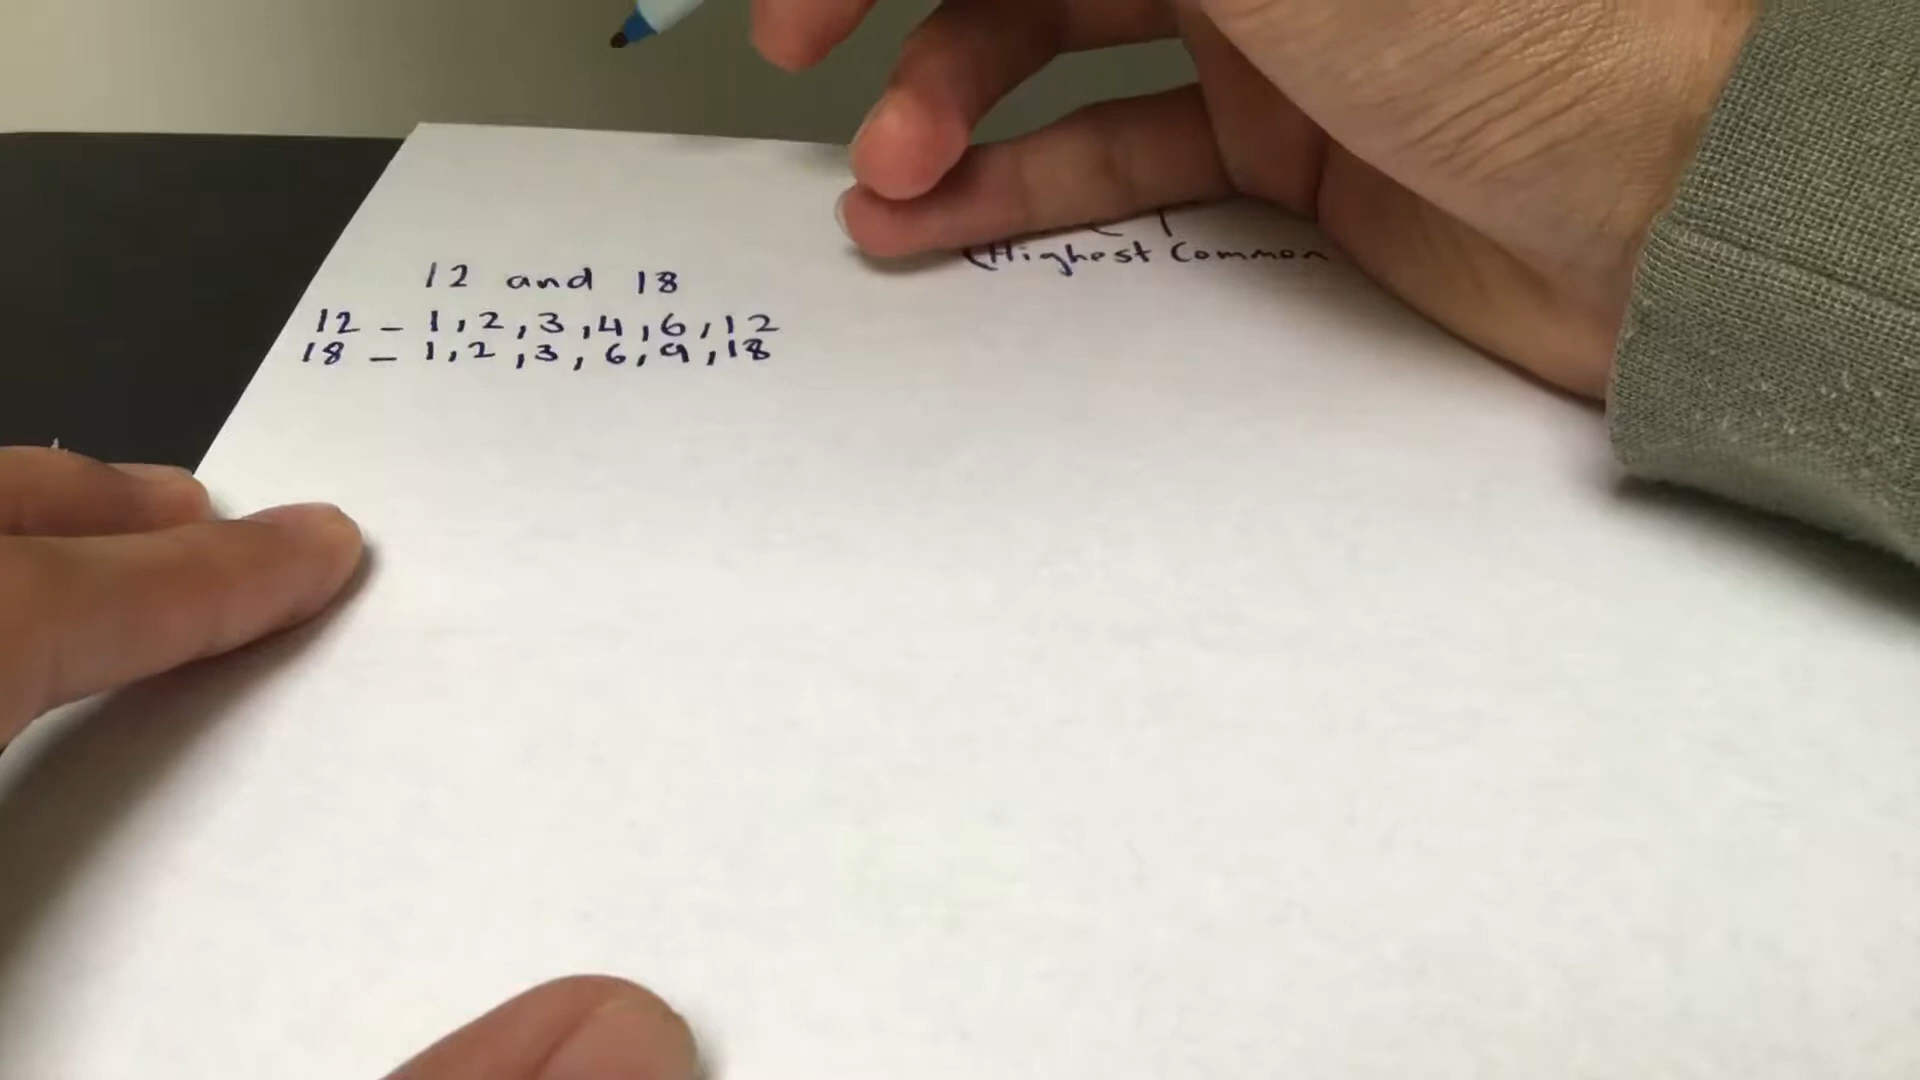 (Highest Common
12 and 18
12 - 1, 2, 3, 4, 6, 12
18 - 1, 2, 3, 6, 9, 18